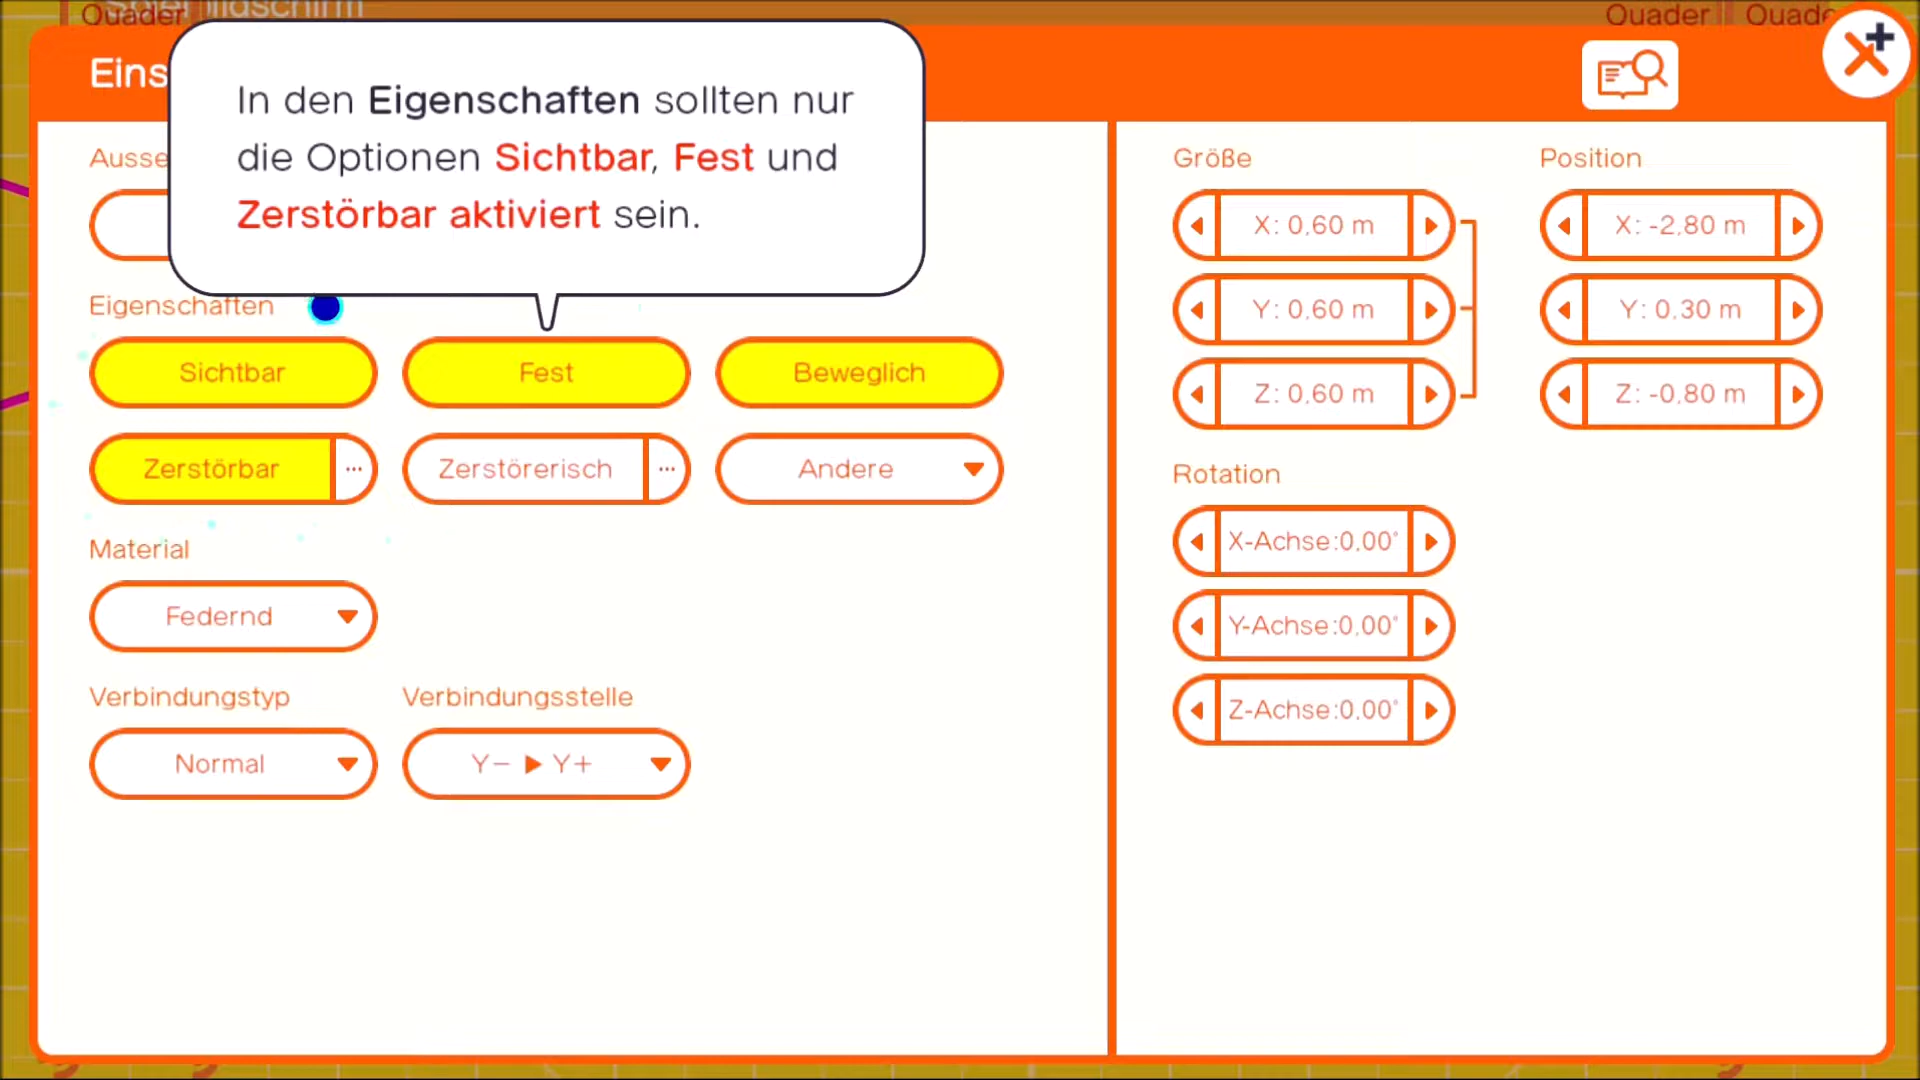 Quader
Quader
Eins
In den Eigenschaften sollten nur
die Optionen Sichtbar, Fest und
Zerstörbar aktiviert sein.
Ausse
Eigenschaften
Sichtbar
Fest
Beweglich
Zerstörbar ...
Zerstörerisch ...
Andere
Material
Federnd
Verbindungstyp
Verbindungsstelle
Normal
Y− ▶ Y+
Größe
Position
X: 0,60 m
X: -2,80 m
Y: 0,60 m
Y: 0,30 m
Z: 0,60 m
Z: -0,80 m
Rotation
X-Achse:0,00°
Y-Achse:0,00°
Z-Achse:0,00°